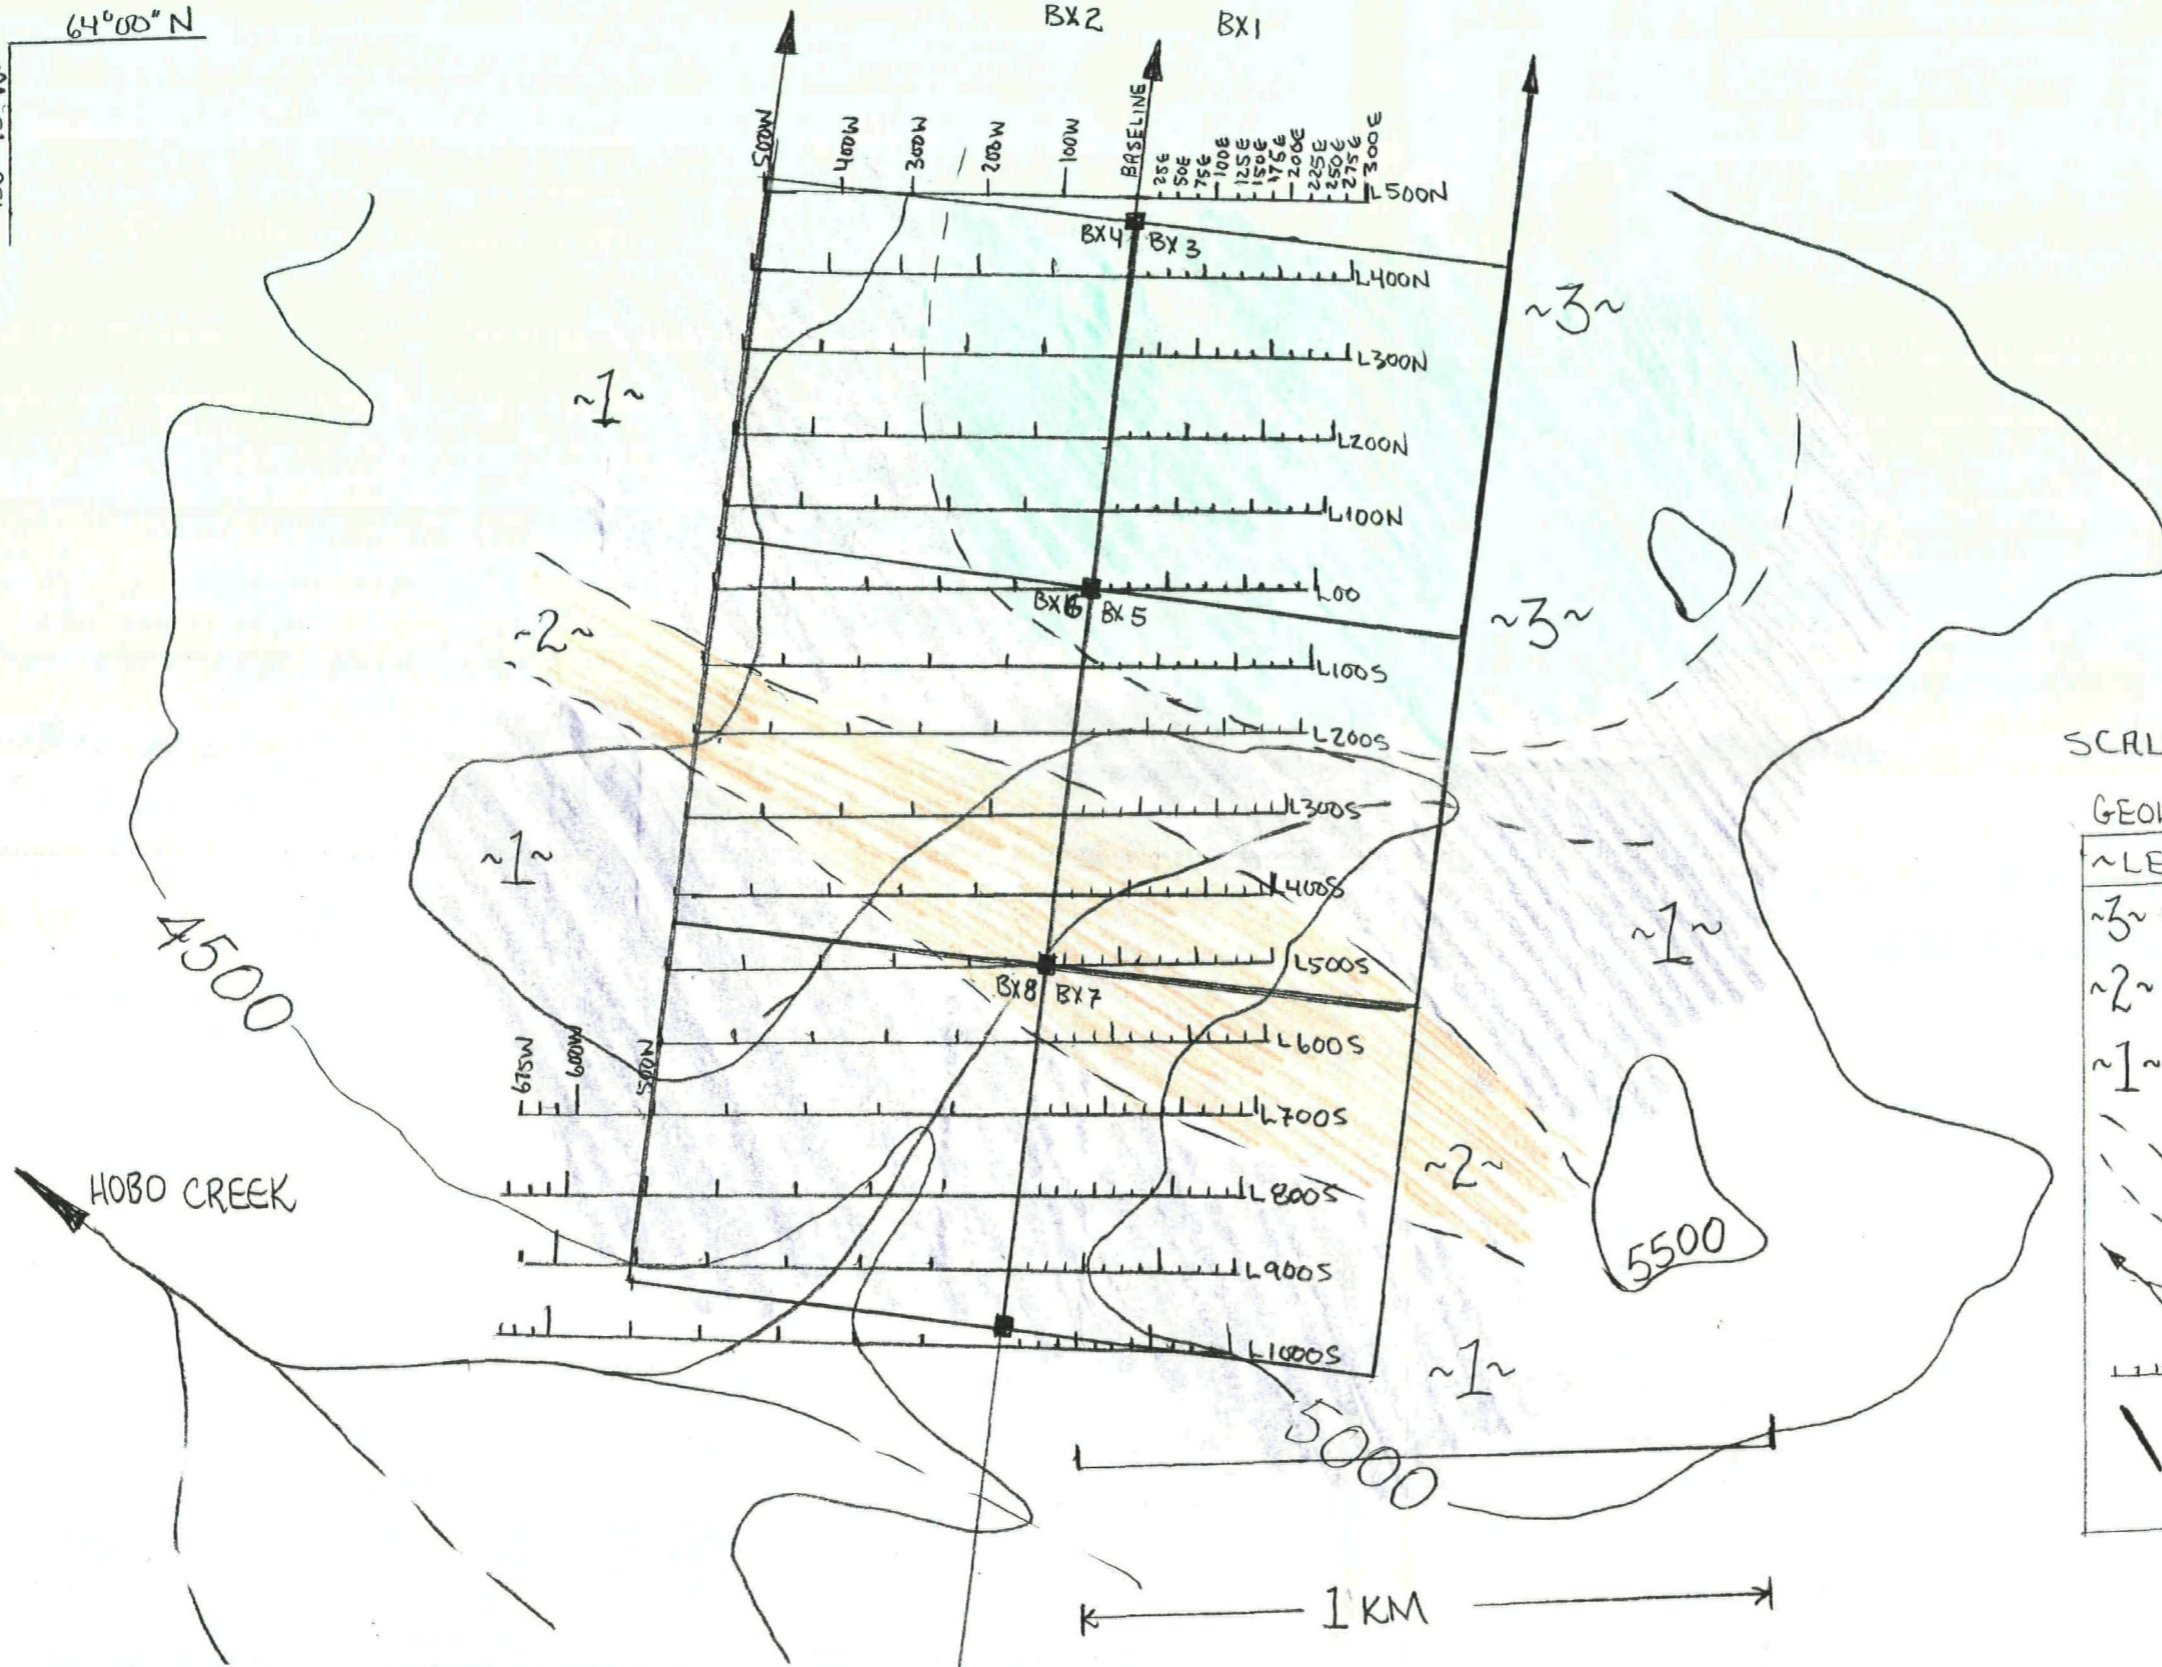 64°00" N
BX2 BX1
500W
400W
300W
200W
100W
BASELINE
25E
50E
75E
100E
125E
150E
175E
200E
225E
250E
275E
300E
L500N
BX4 BX3
L400N
~3~
L300N
~1~
L200N
L100N
L00
BX6 BX5
~3~
~2~
L100S
L200S
SCAL
L300S
GEOL
~1~
~LE
L400S
~3~
~1~
4500
L500S
BX8 BX7
~2~
L600S
675W
600W
500W
~1~
L700S
~2~
HOBO CREEK
L800S
5500
L900S
L1000S
~1~
5000
1 KM